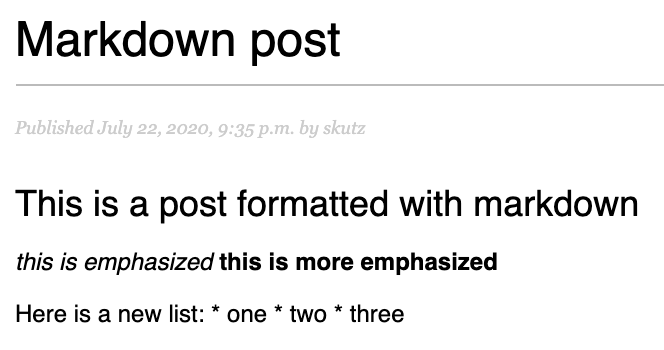 Markdown post
Published July 22, 2020, 9:35 p.m. by skutz
This is a post formatted with markdown
this is emphasized this is more emphasized
Here is a new list: * one * two * three